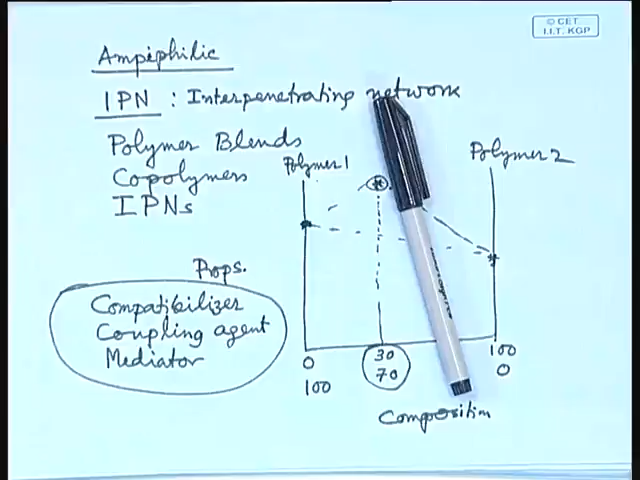 © CET
I.I.T. KGP
Ampiphilic
IPN : Interpenetrating network
Polymer Blends
Copolymers
IPNs
Polymer 1
Polymer 2
Props.
Compatibilizer
Coupling agent
Mediator
0
100
30
70
100
0
Composition